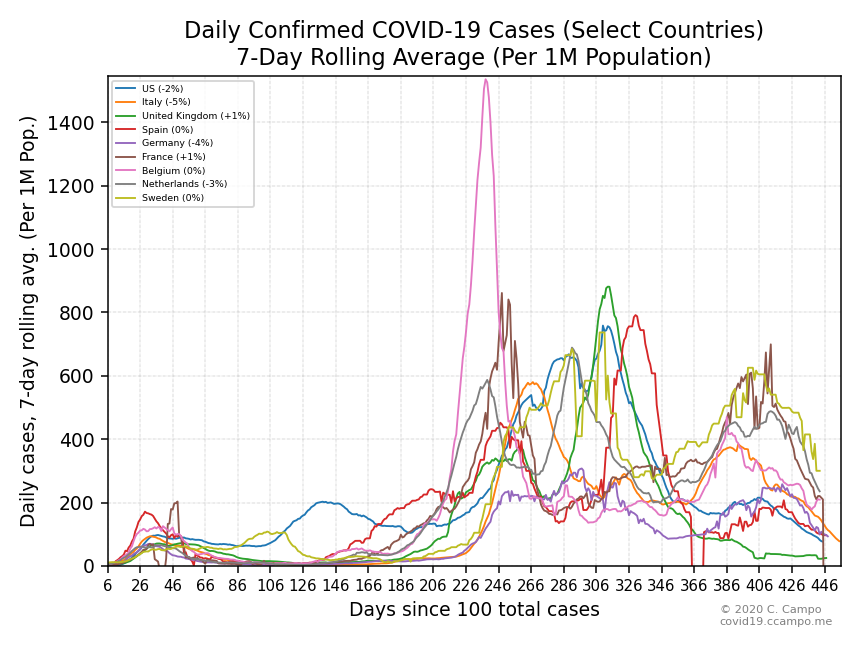 Daily Confirmed COVID-19 Cases (Select Countries)
7-Day Rolling Average (Per 1M Population)
Daily cases, 7-day rolling avg. (Per 1M Pop.)
1400
1200
1000
800
600
400
200
0
US (-2%)
Italy (-5%)
United Kingdom (+1%)
Spain (0%)
Germany (-4%)
France (+1%)
Belgium (0%)
Netherlands (-3%)
Sweden (0%)
6 26 46 66 86 106 126 146 166 186 206 226 246 266 286 306 326 346 366 386 406 426 446
Days since 100 total cases
© 2020 C. Campo
covid19.ccampo.me